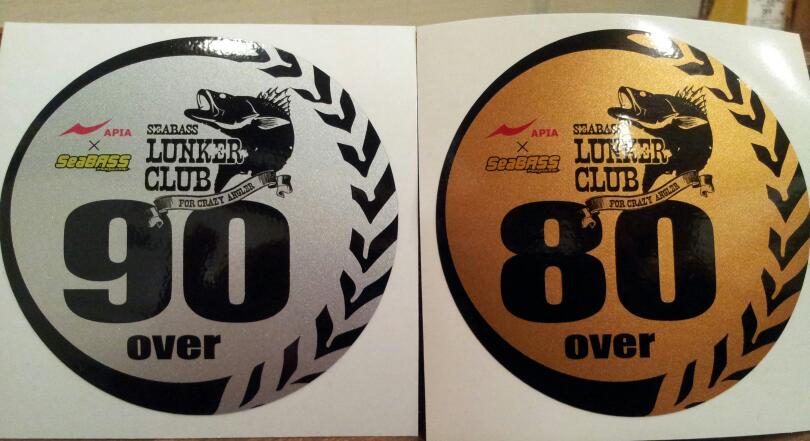 APIA
×
SeaBASS
SEABASS
LUNKER
CLUB
FOR CRAZY ANGLER
90
over
APIA
×
SeaBASS
SEABASS
LUNKER
CLUB
FOR CRAZY ANGLER
80
over